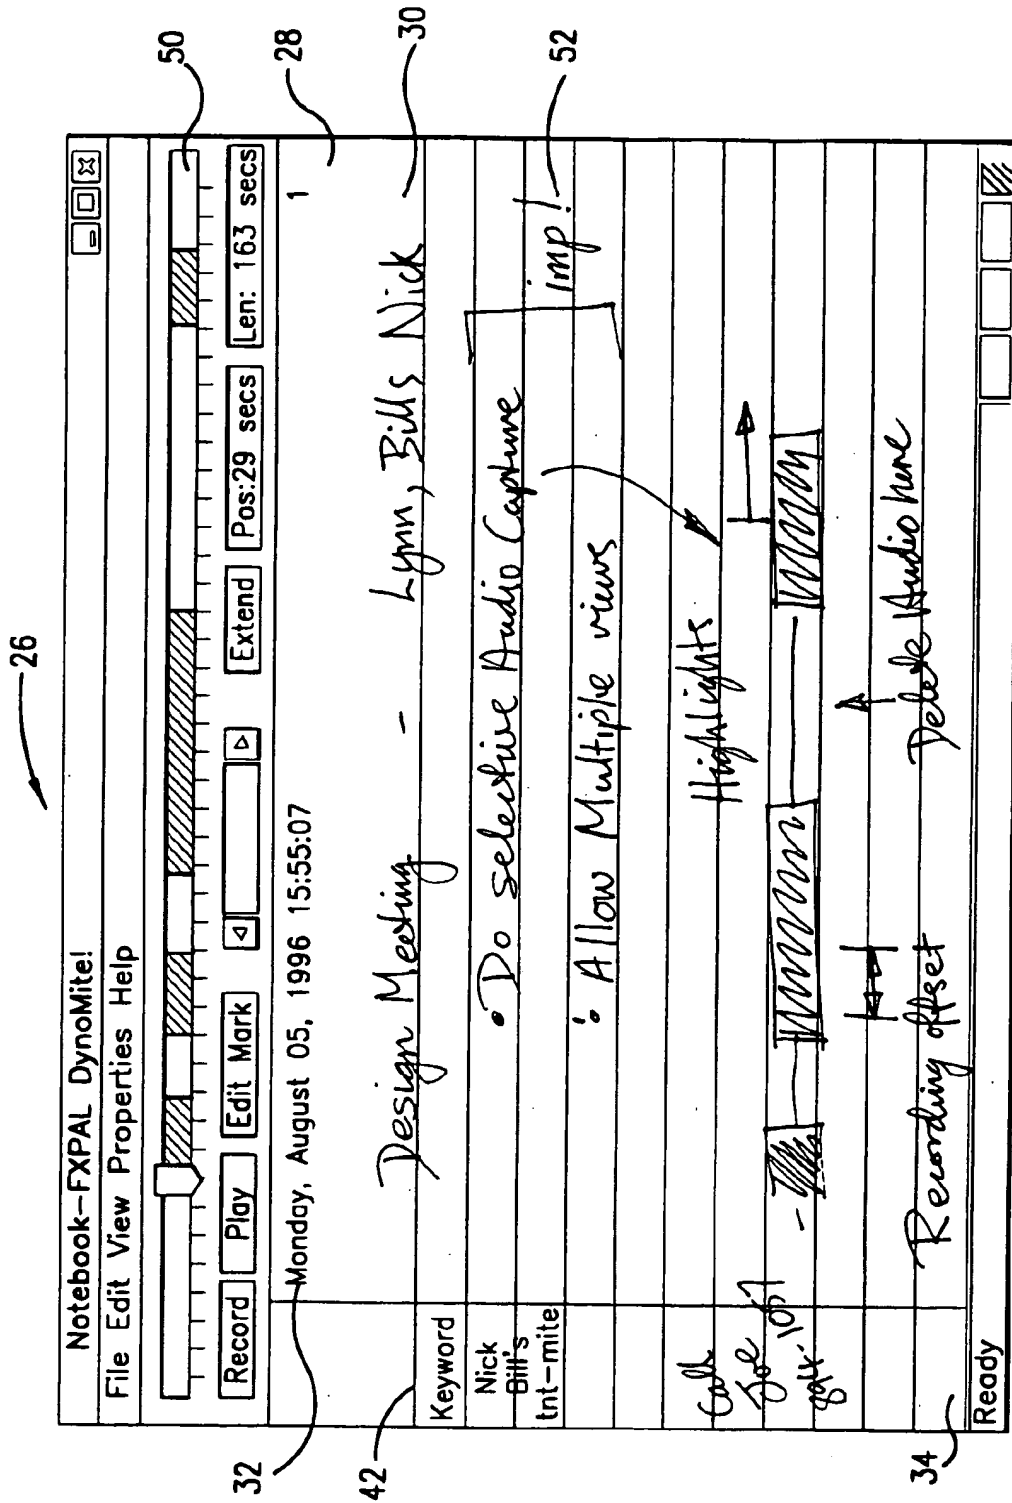 26
Notebook-FXPAL DynoMite!
File Edit View Properties Help
50
Record Play Edit Mark Extend Pos:29 secs Len: 163 secs
32
Monday, August 05, 1996 15:55:07
1
28
Design Meeting - Lynn, Bills Nick
30
42
Keyword
Nick
Bill's
tnt-mite
• Do selective Audio Capture
imp!
52
: Allow Multiple views
Highlights
Call
Joe
Recording offset
Delete Audio here
34
Ready